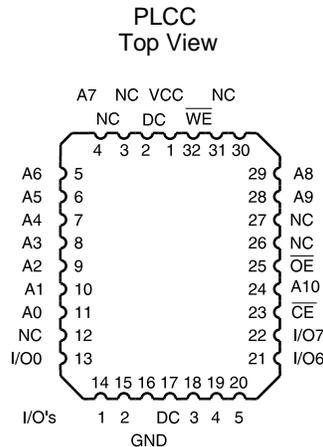 PLCC
Top View
A7 NC VCC NC
NC DC W̅E̅
4 3 2 1 32 31 30
A6 5 29 A8
A5 6 28 A9
A4 7 27 NC
A3 8 26 NC
A2 9 25 O̅E̅
A1 10 24 A10
A0 11 23 C̅E̅
NC 12 22 I/O7
I/O0 13 21 I/O6
14 15 16 17 18 19 20
I/O's 1 2 DC 3 4 5
GND